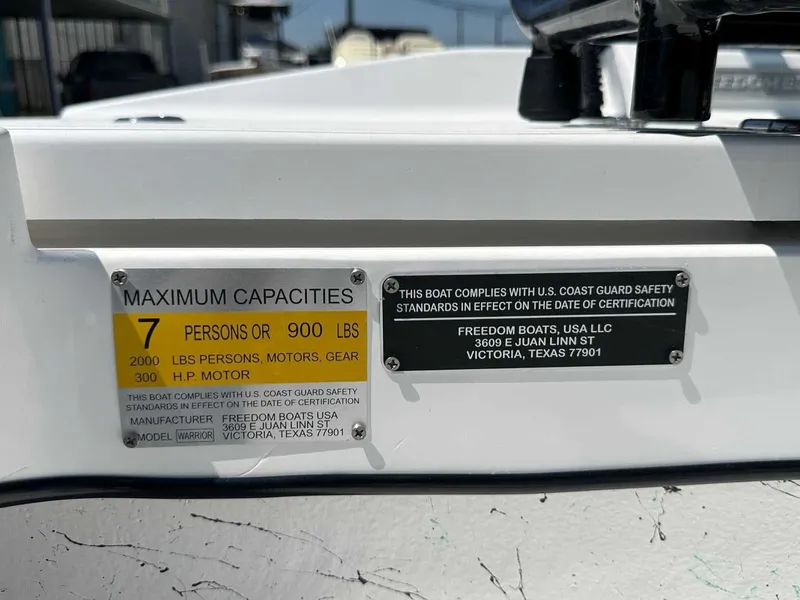 MAXIMUM CAPACITIES
7 PERSONS OR 900 LBS
2000 LBS PERSONS, MOTORS, GEAR
300 H.P. MOTOR
THIS BOAT COMPLIES WITH U.S. COAST GUARD SAFETY
STANDARDS IN EFFECT ON THE DATE OF CERTIFICATION
MANUFACTURER FREEDOM BOATS USA
3609 E JUAN LINN ST
MODEL WARRIOR VICTORIA, TEXAS 77901
THIS BOAT COMPLIES WITH U.S. COAST GUARD SAFETY
STANDARDS IN EFFECT ON THE DATE OF CERTIFICATION
FREEDOM BOATS, USA LLC
3609 E JUAN LINN ST
VICTORIA, TEXAS 77901